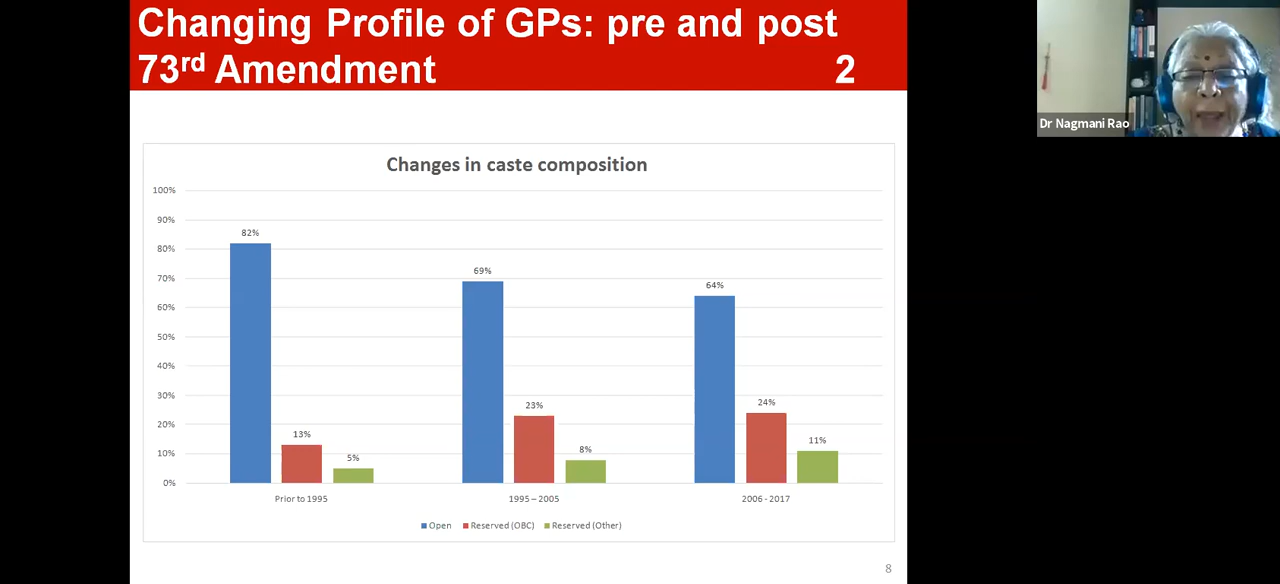 Changing Profile of GPs: pre and post
73rd Amendment 2
Dr Nagmani Rao
Changes in caste composition
100%
90%
80%
70%
60%
50%
40%
30%
20%
10%
0%
82%
13%
5%
69%
23%
8%
64%
24%
11%
Prior to 1995
1995 – 2005
2006 - 2017
Open Reserved (OBC) Reserved (Other)
8